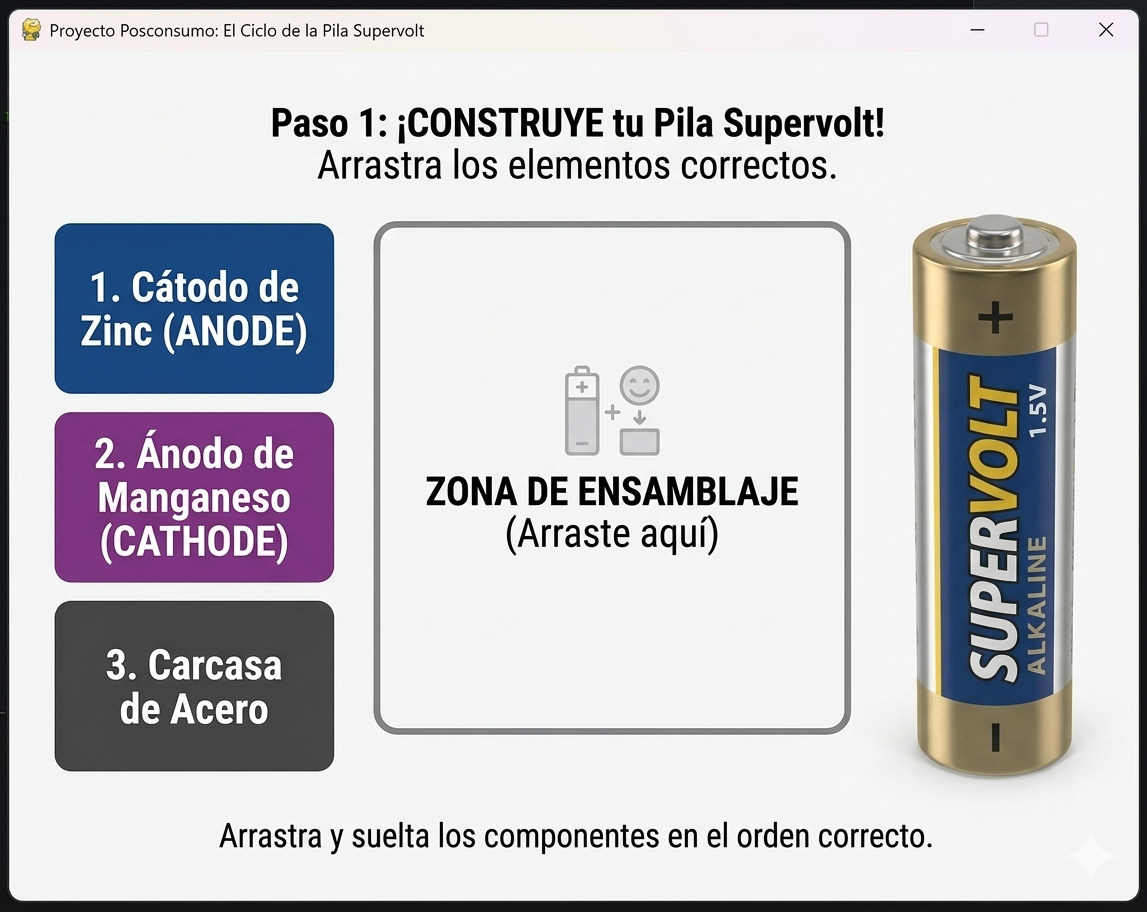 Proyecto Posconsumo: El Ciclo de la Pila Supervolt
Paso 1: ¡CONSTRUYE tu Pila Supervolt!
Arrastra los elementos correctos.
1. Cátodo de
Zinc (ANODE)
2. Ánodo de
Manganeso
(CATHODE)
3. Carcasa
de Acero
ZONA DE ENSAMBLAJE
(Arraste aquí)
+
SUPERVOLT
1.5V
ALKALINE
-
Arrastra y suelta los componentes en el orden correcto.